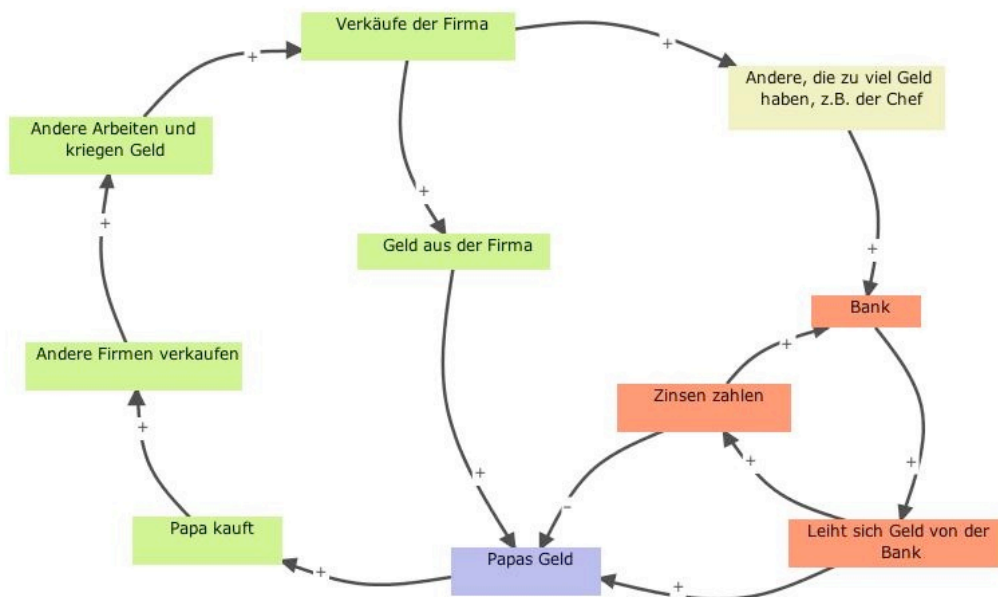 Verkäufe der Firma
+
+
Andere, die zu viel Geld
haben, z.B. der Chef
Andere Arbeiten und
kriegen Geld
+
+
Geld aus der Firma
+
+
Bank
Andere Firmen verkaufen
+
Zinsen zahlen
+
+
+
+
-
Papa kauft
Leiht sich Geld von der
Bank
Papas Geld
+
+